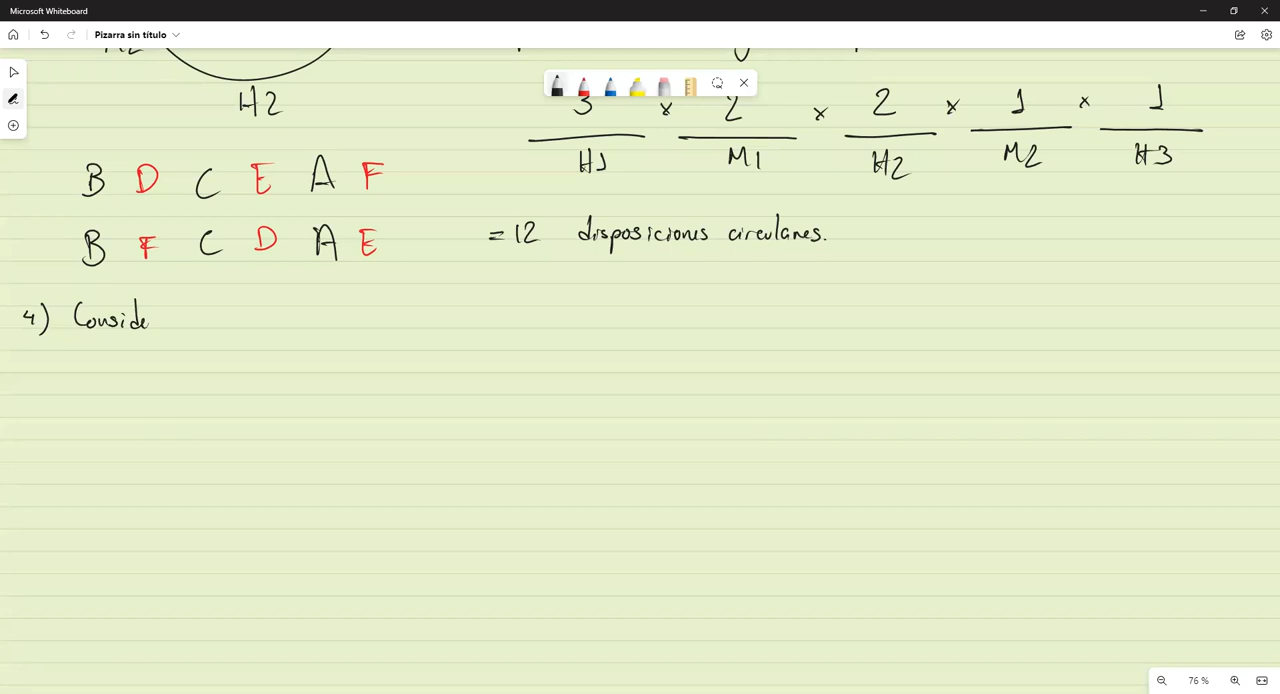 Microsoft Whiteboard
Pizarra sin título
H2
3 x 2 x 2 x 1 x 1
H1 M1 H2 M2 H3
B D C E A F
B F C D A E
= 12 disposiciones circulares.
4) Conside
76 %